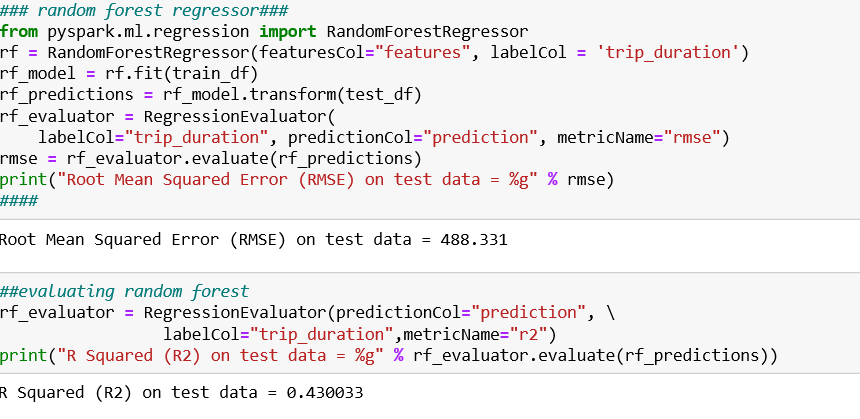 ### random forest regressor###
from pyspark.ml.regression import RandomForestRegressor
rf = RandomForestRegressor(featuresCol="features", labelCol = 'trip_duration')
rf_model = rf.fit(train_df)
rf_predictions = rf_model.transform(test_df)
rf_evaluator = RegressionEvaluator(
    labelCol="trip_duration", predictionCol="prediction", metricName="rmse")
rmse = rf_evaluator.evaluate(rf_predictions)
print("Root Mean Squared Error (RMSE) on test data = %g" % rmse)
####
Root Mean Squared Error (RMSE) on test data = 488.331
##evaluating random forest
rf_evaluator = RegressionEvaluator(predictionCol="prediction", \
                 labelCol="trip_duration",metricName="r2")
print("R Squared (R2) on test data = %g" % rf_evaluator.evaluate(rf_predictions))
R Squared (R2) on test data = 0.430033